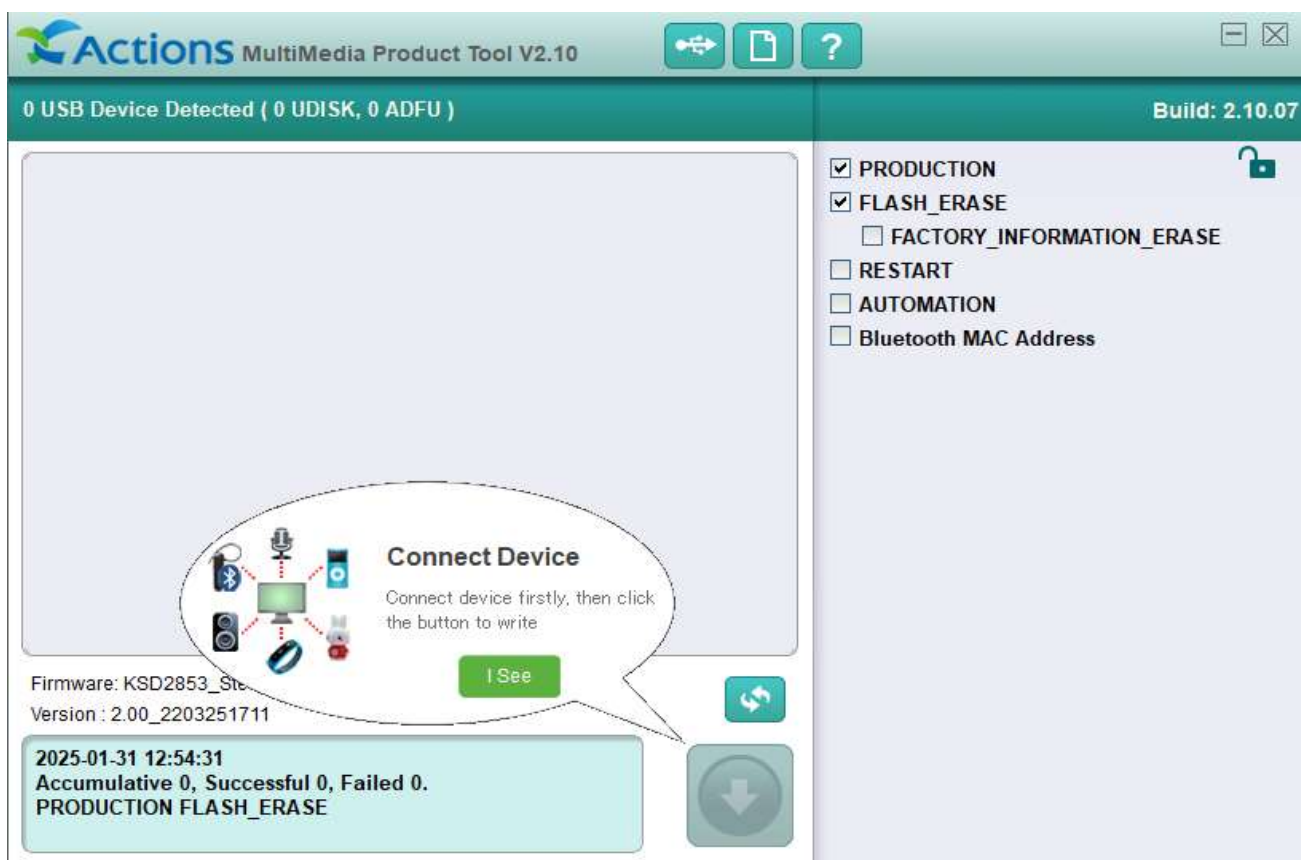 Actions MultiMedia Product Tool V2.10
?
0 USB Device Detected ( 0 UDISK, 0 ADFU )
Build: 2.10.07
PRODUCTION
FLASH_ERASE
FACTORY_INFORMATION_ERASE
RESTART
AUTOMATION
Bluetooth MAC Address
Connect Device
Connect device firstly, then click
the button to write
I See
Firmware: KSD2853_Ste
Version : 2.00_2203251711
2025-01-31 12:54:31
Accumulative 0, Successful 0, Failed 0.
PRODUCTION FLASH_ERASE